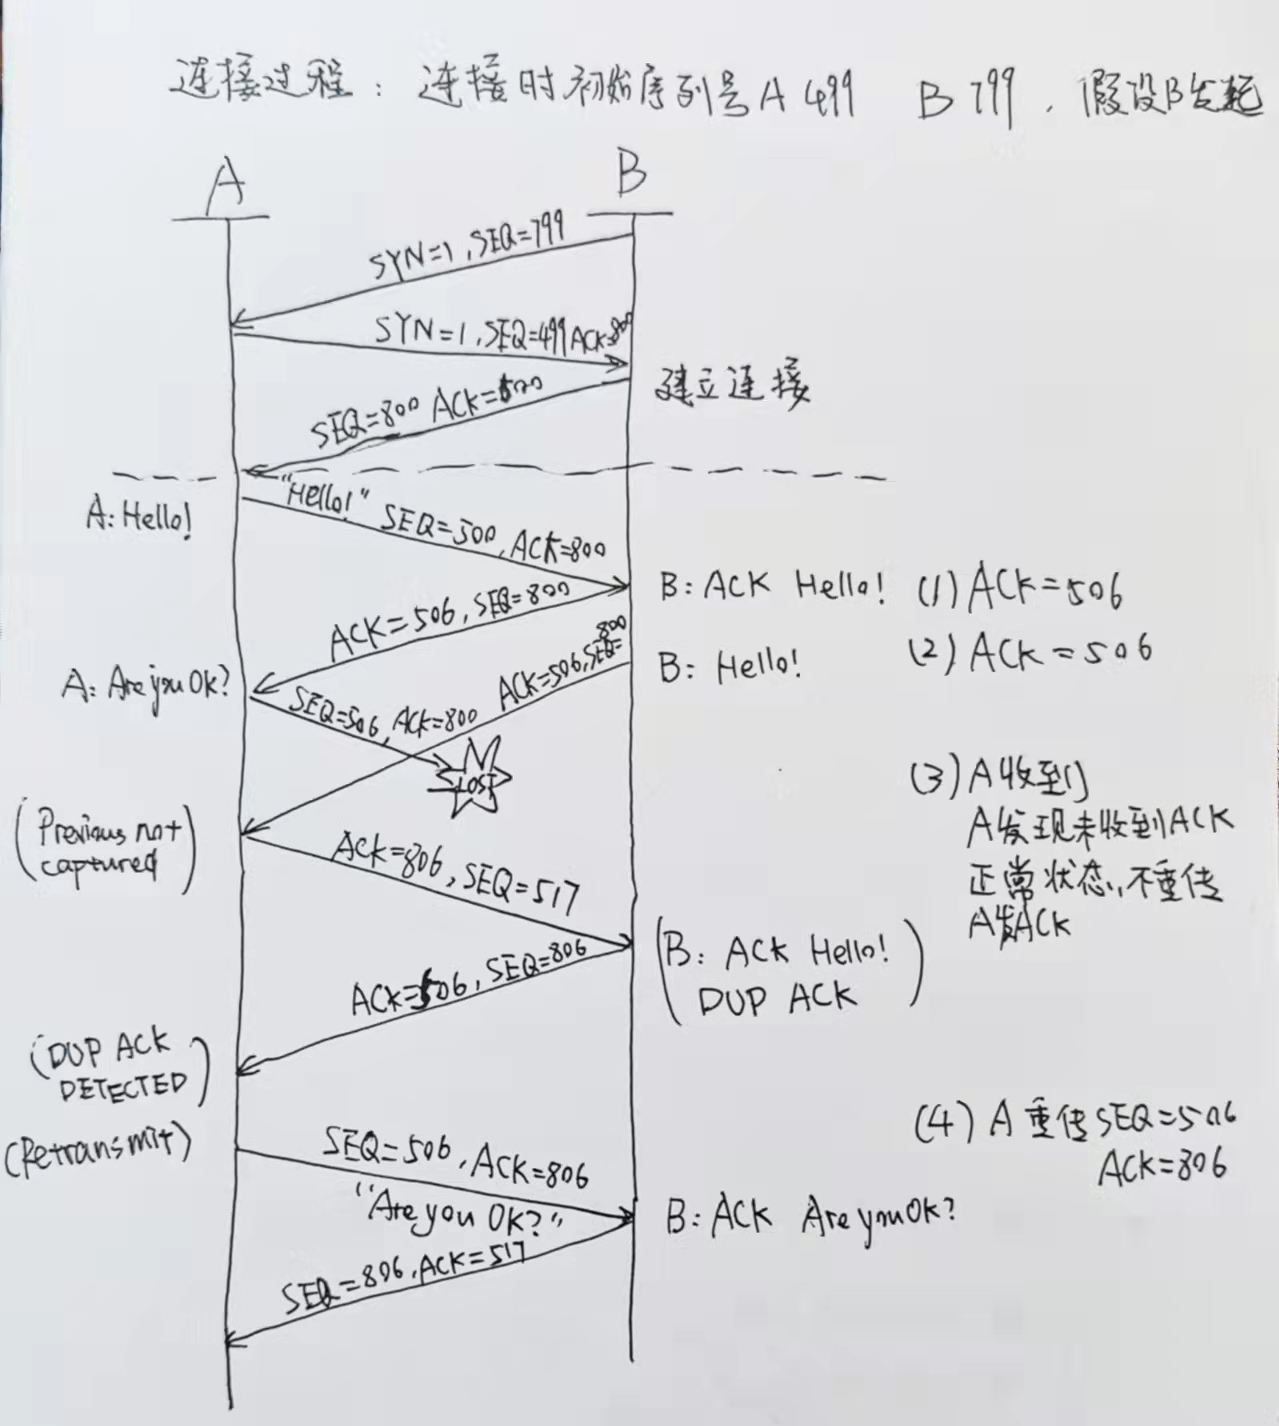 连接过程：连接时初始序列号 A 499 B 799，假设B发起
A B
SYN=1, SEQ=799
SYN=1, SEQ=499 ACK=800
建立连接
SEQ=800 ACK=500
"Hello!" SEQ=500, ACK=800
A: Hello!
B: ACK Hello! (1) ACK=506
ACK=506, SEQ=800
B: Hello! (2) ACK=506
ACK=506, SEQ=800
A: Are you OK?
SEQ=506, ACK=800
LOST
(3) A收到
A发现未收到ACK
正常状态, 不重传
A发ACK
(Previous not
captured)
ACK=806, SEQ=517
(B: ACK Hello!
DUP ACK)
ACK=506, SEQ=806
(DUP ACK
DETECTED)
(Retransmit)
(4) A 重传 SEQ=506
ACK=806
SEQ=506, ACK=806
"Are you OK?"
B: ACK Are you OK?
SEQ=806, ACK=517